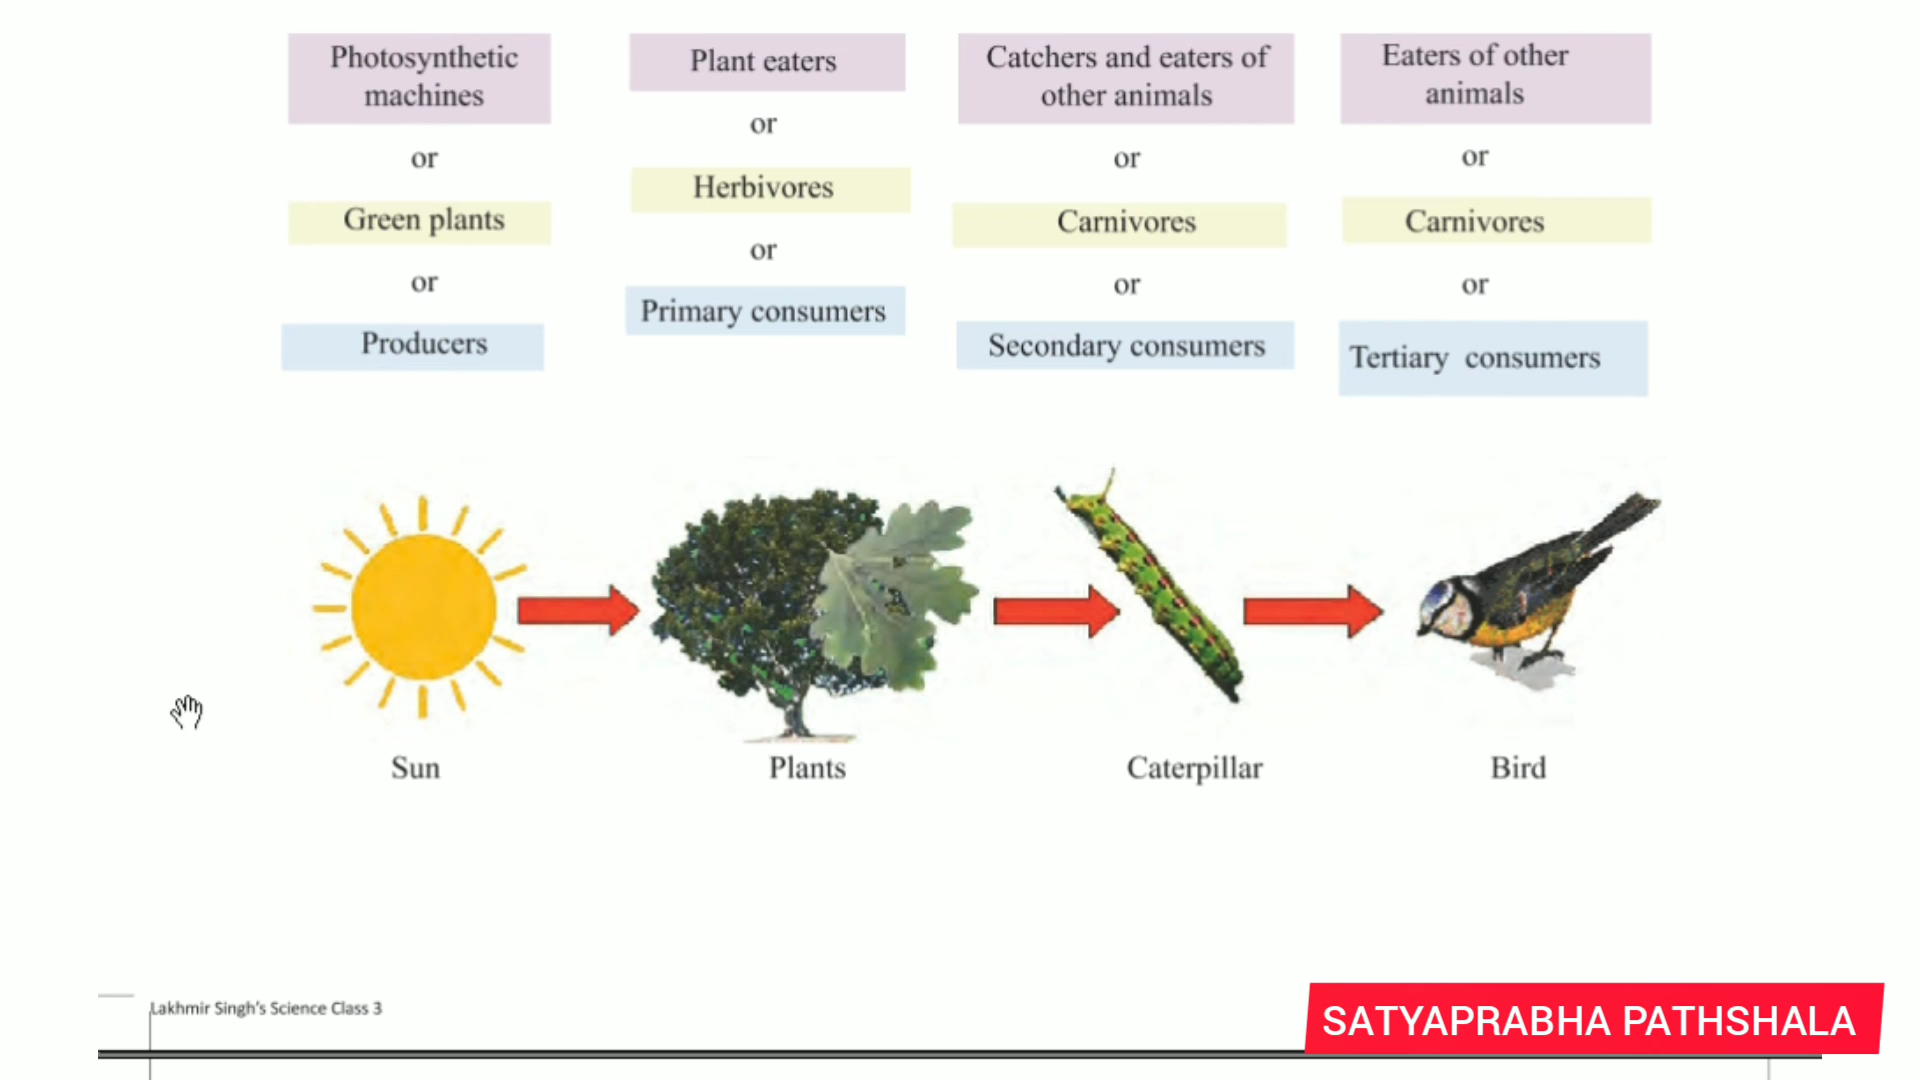 Photosynthetic
machines
or
Green plants
or
Producers
Plant eaters
or
Herbivores
or
Primary consumers
Catchers and eaters of
other animals
or
Carnivores
or
Secondary consumers
Eaters of other
animals
or
Carnivores
or
Tertiary consumers
Sun
Plants
Caterpillar
Bird
Lakhmir Singh's Science Class 3
SATYAPRABHA PATHSHALA